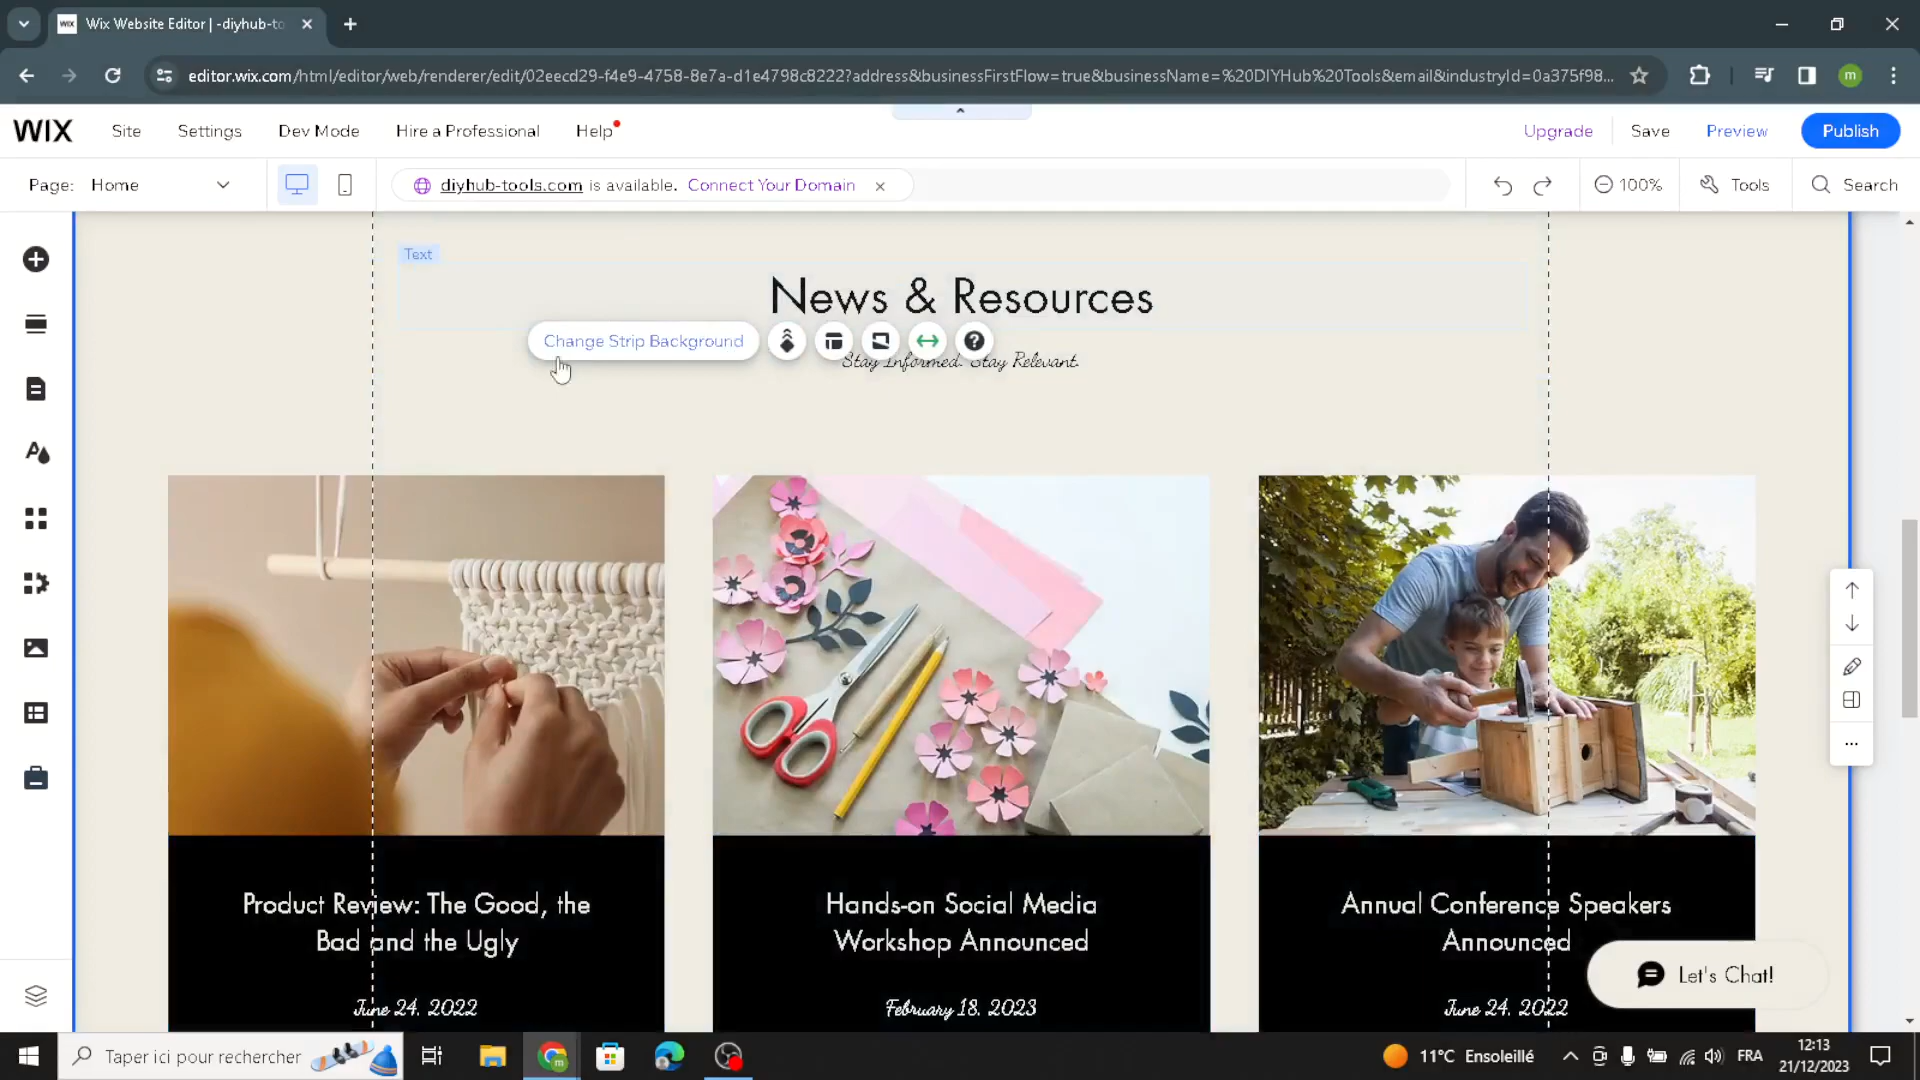 Wix Website Editor | -diyhub-to
editor.wix.com/html/editor/web/renderer/edit/02eecd29-f4e9-4758-8e7a-d1e4798c8222?address&businessFirstFlow=true&businessName=%20DIYHub%20Tools&email&industryId=0a375f98...
m
WIX
Site
Settings
Dev Mode
Hire a Professional
Help
Upgrade
Save
Preview
Publish
Page: Home
diyhub-tools.com is available. Connect Your Domain
100%
Tools
Search
Text
News & Resources
Change Strip Background
Stay Informed. Stay Relevant.
Product Review: The Good, the
Bad and the Ugly
June 24, 2022
Hands-on Social Media
Workshop Announced
February 18, 2023
Annual Conference Speakers
Announced
June 24, 2022
Let's Chat!
Taper ici pour rechercher
11°C Ensoleillé
FRA
12:13
21/12/2023